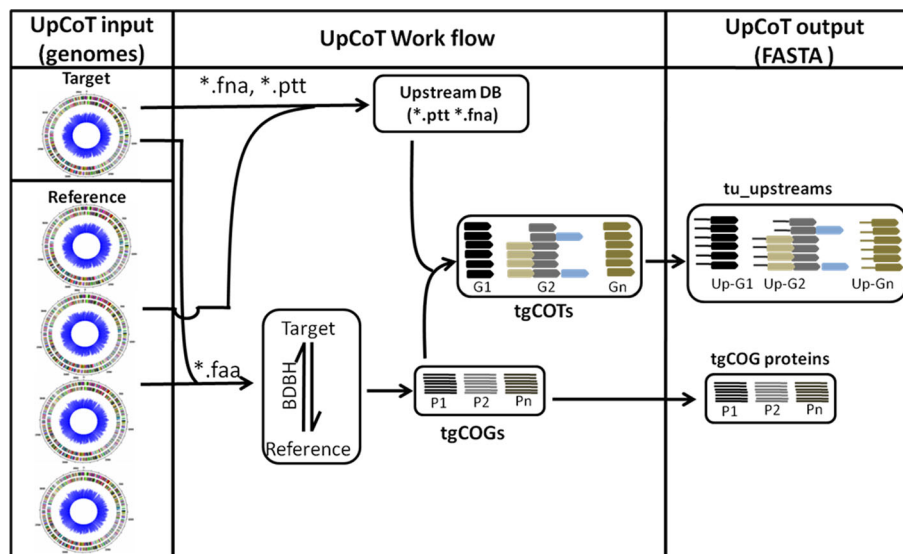 UpCoT input
(genomes)
UpCoT Work flow
UpCoT output
(FASTA )
Target
*.fna, *.ptt
Upstream DB
(*.ptt *.fna)
Reference
tu_upstreams
G1
G2
Gn
tgCOTs
Up-G1
Up-G2
Up-Gn
*.faa
Target
BDBH
Reference
P1
P2
Pn
tgCOGs
tgCOG proteins
P1
P2
Pn